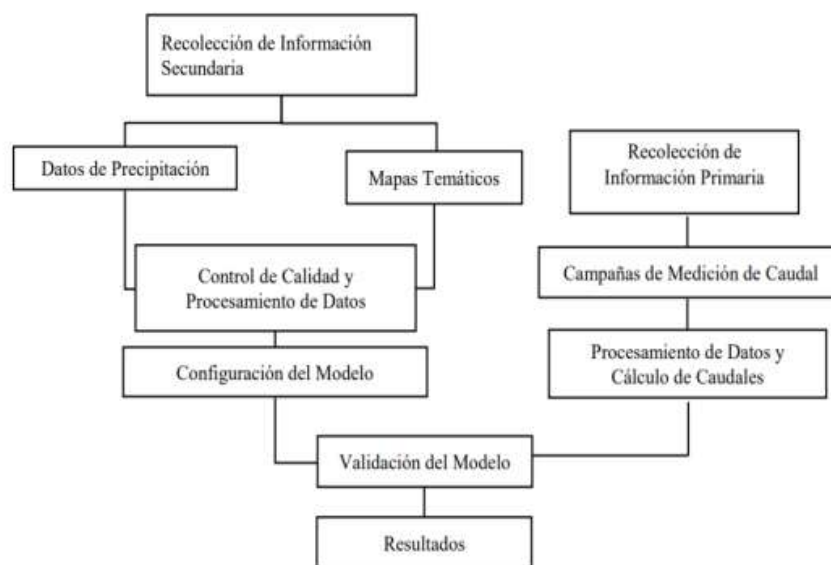 Recolección de Información
Secundaria
Datos de Precipitación
Mapas Temáticos
Recolección de
Información Primaria
Control de Calidad y
Procesamiento de Datos
Campañas de Medición de Caudal
Configuración del Modelo
Procesamiento de Datos y
Cálculo de Caudales
Validación del Modelo
Resultados